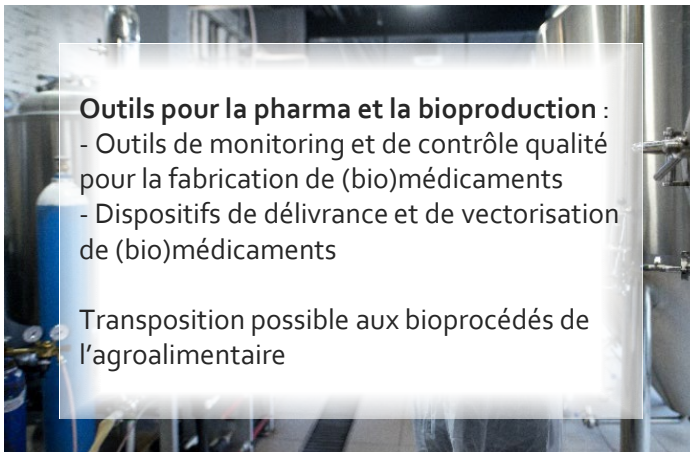 Outils pour la pharma et la bioproduction :
- Outils de monitoring et de contrôle qualité
pour la fabrication de (bio)médicaments
- Dispositifs de délivrance et de vectorisation
de (bio)médicaments
Transposition possible aux bioprocédés de
l’agroalimentaire